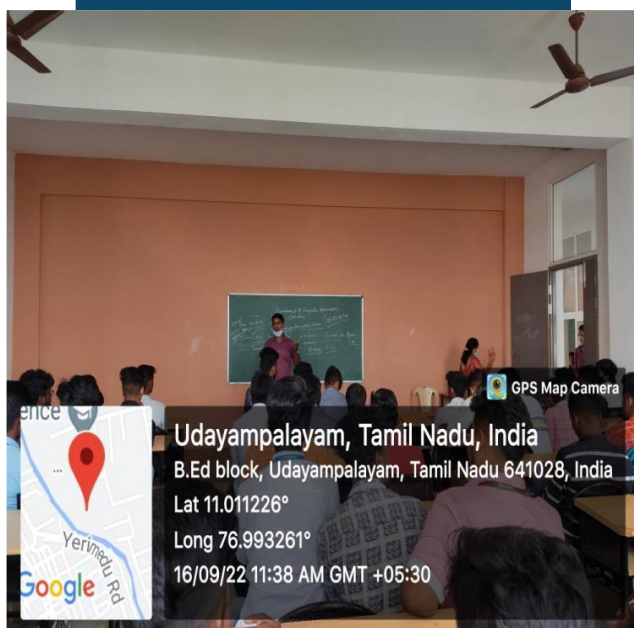 GPS Map Camera
ence
Yerimedu Rd
Google
Udayampalayam, Tamil Nadu, India
B.Ed block, Udayampalayam, Tamil Nadu 641028, India
Lat 11.011226°
Long 76.993261°
16/09/22 11:38 AM GMT +05:30